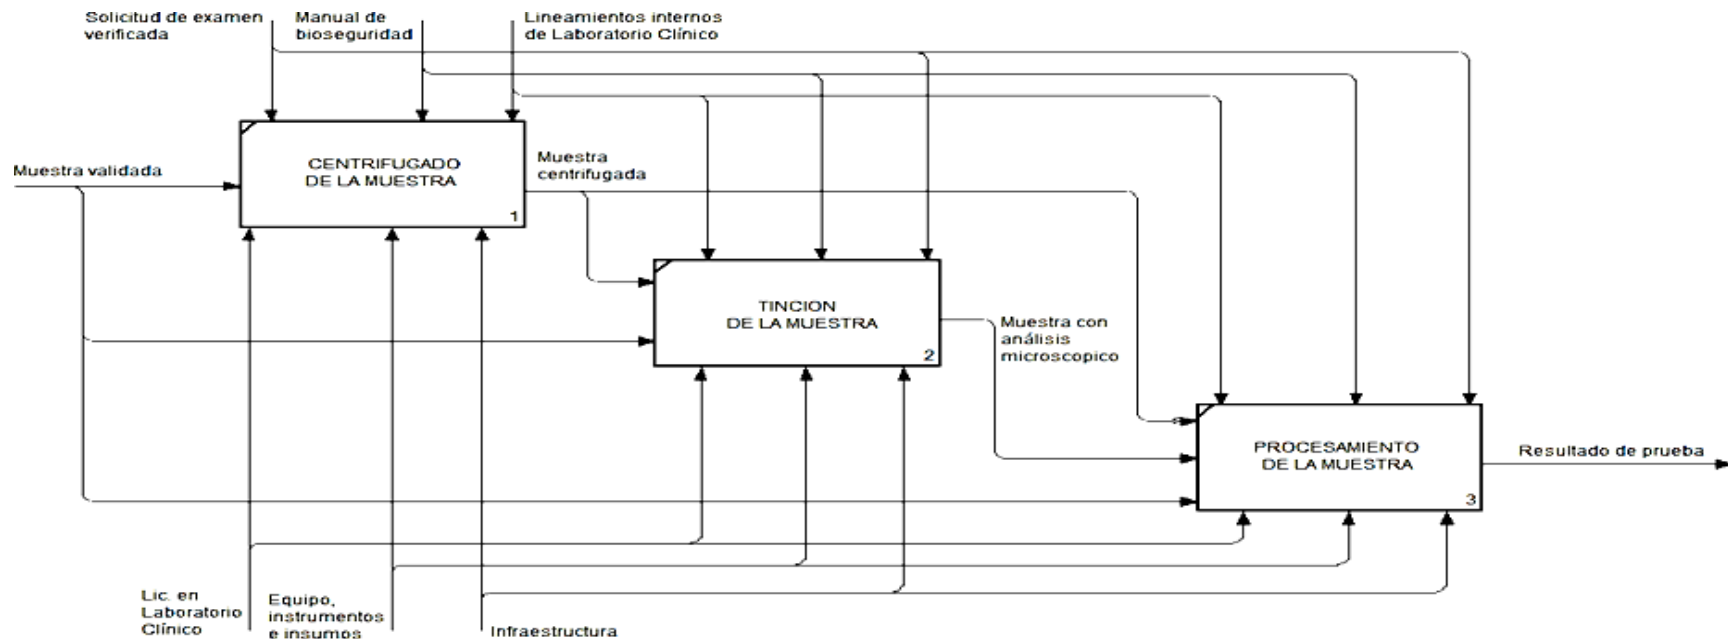 Solicitud de examen
verificada
Manual de
bioseguridad
Lineamientos internos
de Laboratorio Clínico
Muestra validada
CENTRIFUGADO
DE LA MUESTRA
1
Muestra
centrifugada
TINCION
DE LA MUESTRA
2
Muestra con
análisis
microscopico
PROCESAMIENTO
DE LA MUESTRA
3
Resultado de prueba
Lic. en
Laboratorio
Clínico
Equipo,
instrumentos
e insumos
Infraestructura